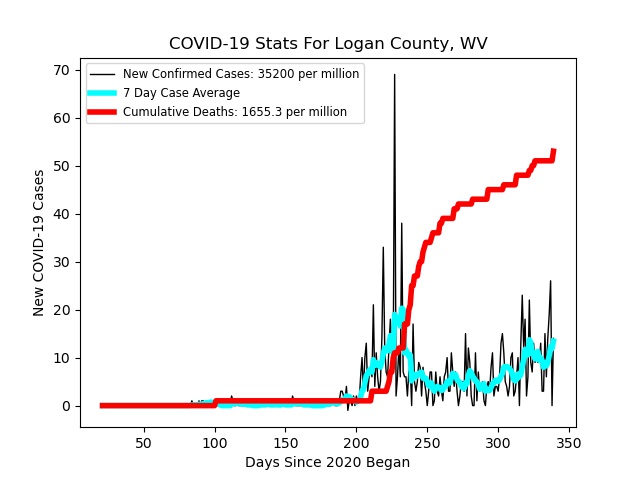 COVID-19 Stats For Logan County, WV
New Confirmed Cases: 35200 per million
7 Day Case Average
Cumulative Deaths: 1655.3 per million
New COVID-19 Cases
70
60
50
40
30
20
10
0
50
100
150
200
250
300
350
Days Since 2020 Began